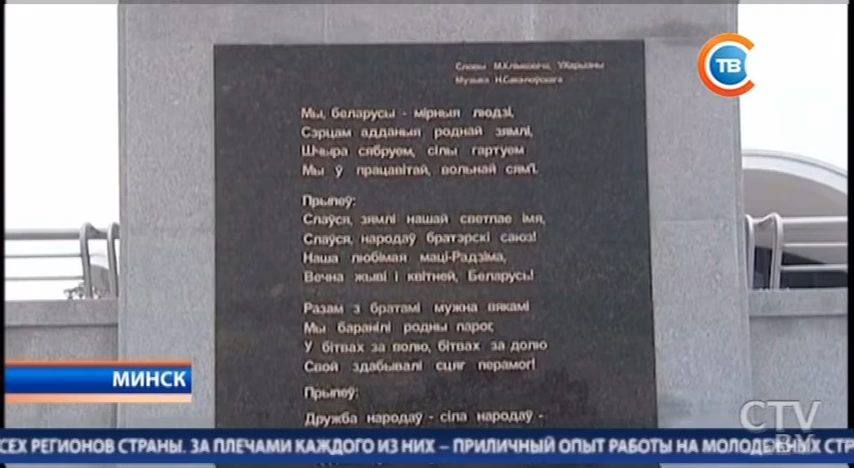 Словы М.Клімковіча, У.Карызны
Музыка Н.Сакалоўскага
СТВ
Мы, беларусы - мірныя людзі,
Сэрцам адданыя роднай зямлі,
Шчыра сябруем, сілы гартуем
Мы ў працавітай, вольнай сям'і.
Прыпеў:
Слаўся, зямлі нашай светлае імя,
Слаўся, народаў братэрскі саюз!
Наша любімая маці-Радзіма,
Вечна жыві і квітней, Беларусь!
Разам з братамі мужна вякамі
Мы баранілі родны парог,
У бітвах за волю, бітвах за долю
Свой здабывалі сцяг перамог!
Прыпеў:
Дружба народаў - сіла народаў -
МИНСК
CTV
BY
СЕХ РЕГИОНОВ СТРАНЫ. ЗА ПЛЕЧАМИ КАЖДОГО ИЗ НИХ – ПРИЛИЧНЫЙ ОПЫТ РАБОТЫ НА МОЛОДЕЖНЫХ СТР